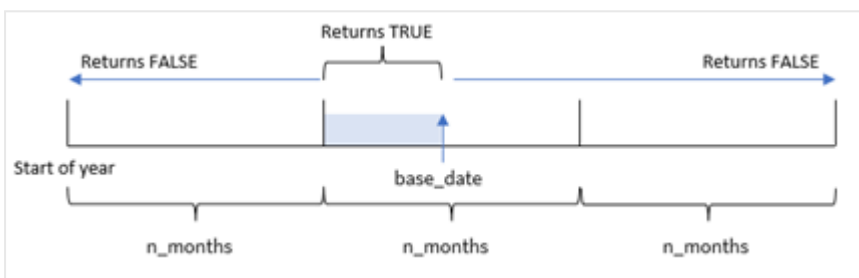 Returns TRUE
Returns FALSE
Returns FALSE
Start of year
base_date
n_months
n_months
n_months